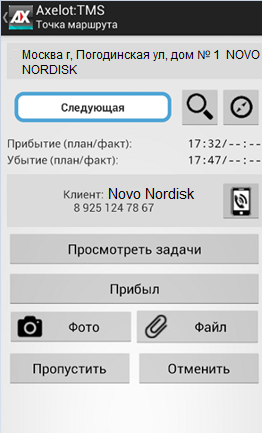 Axelot:TMS
Точка маршрута
Москва г, Погодинская ул, дом № 1 NOVO
NORDISK
Следующая
Прибытие (план/факт): 17:32/--:--
Убытие (план/факт): 17:47/--:--
Клиент: Novo Nordisk
8 925 124 78 67
Просмотреть задачи
Прибыл
Фото Файл
Пропустить Отменить